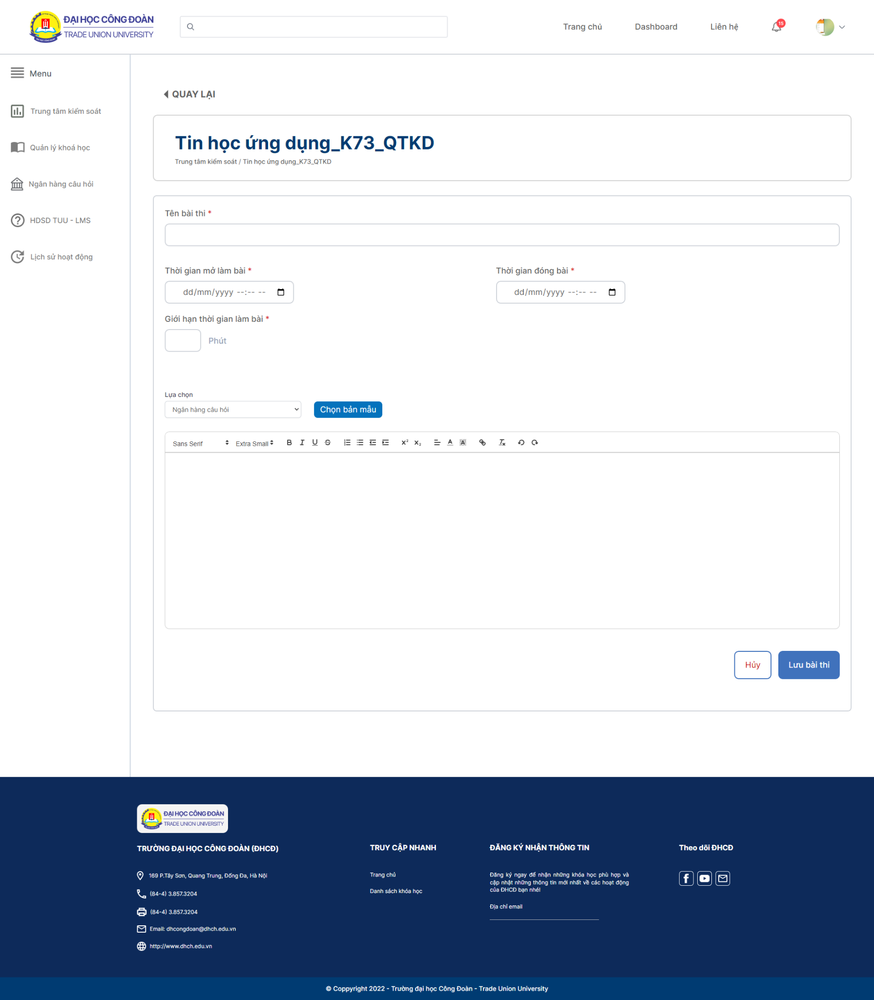 ĐẠI HỌC CÔNG ĐOÀN
TRADE UNION UNIVERSITY
Trang chủ
Dashboard
Liên hệ
15
Menu
Trung tâm kiểm soát
Quản lý khoá học
Ngân hàng câu hỏi
HDSD TUU - LMS
Lịch sử hoạt động
QUAY LẠI
Tin học ứng dụng_K73_QTKD
Trung tâm kiểm soát / Tin học ứng dụng_K73_QTKD
Tên bài thi *
Thời gian mở làm bài *
Thời gian đóng bài *
dd/mm/yyyy --:-- --
dd/mm/yyyy --:-- --
Giới hạn thời gian làm bài *
Phút
Lựa chọn
Ngân hàng câu hỏi
Chọn bản mẫu
Sans Serif
Extra Small
Hủy
Lưu bài thi
ĐẠI HỌC CÔNG ĐOÀN
TRADE UNION UNIVERSITY
TRƯỜNG ĐẠI HỌC CÔNG ĐOÀN (ĐHCĐ)
169 P.Tây Sơn, Quang Trung, Đống Đa, Hà Nội
(84-4) 3.857.3204
(84-4) 3.857.3204
Email: dhcongdoan@dhch.edu.vn
http://www.dhch.edu.vn
TRUY CẬP NHANH
Trang chủ
Danh sách khóa học
ĐĂNG KÝ NHẬN THÔNG TIN
Đăng ký ngay để nhận những khóa học phù hợp và
cập nhật những thông tin mới nhất về các hoạt động
của ĐHCĐ bạn nhé!
Địa chỉ email
Theo dõi ĐHCĐ
© Coppyright 2022 - Trường đại học Công Đoàn - Trade Union University